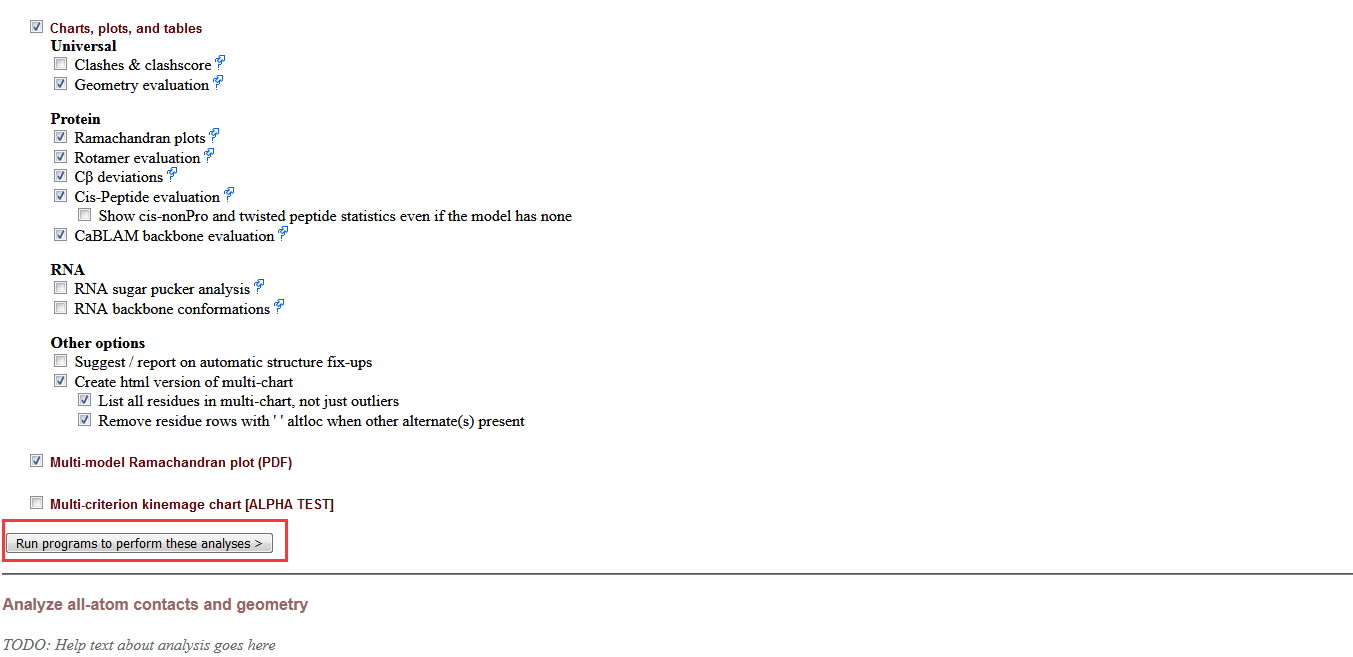 Charts, plots, and tables
Universal
Clashes & clashscore
Geometry evaluation
Protein
Ramachandran plots
Rotamer evaluation
Cβ deviations
Cis-Peptide evaluation
Show cis-nonPro and twisted peptide statistics even if the model has none
CaBLAM backbone evaluation
RNA
RNA sugar pucker analysis
RNA backbone conformations
Other options
Suggest / report on automatic structure fix-ups
Create html version of multi-chart
List all residues in multi-chart, not just outliers
Remove residue rows with ' ' altloc when other alternate(s) present
Multi-model Ramachandran plot (PDF)
Multi-criterion kinemage chart [ALPHA TEST]
Run programs to perform these analyses >
Analyze all-atom contacts and geometry
TODO: Help text about analysis goes here